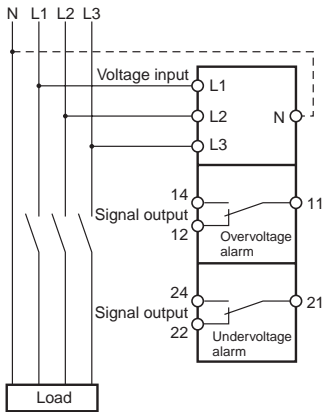 N L1 L2 L3
Voltage input
L1
L2
L3
N
14
11
Signal output
12
Overvoltage
alarm
24
21
Signal output
22
Undervoltage
alarm
Load